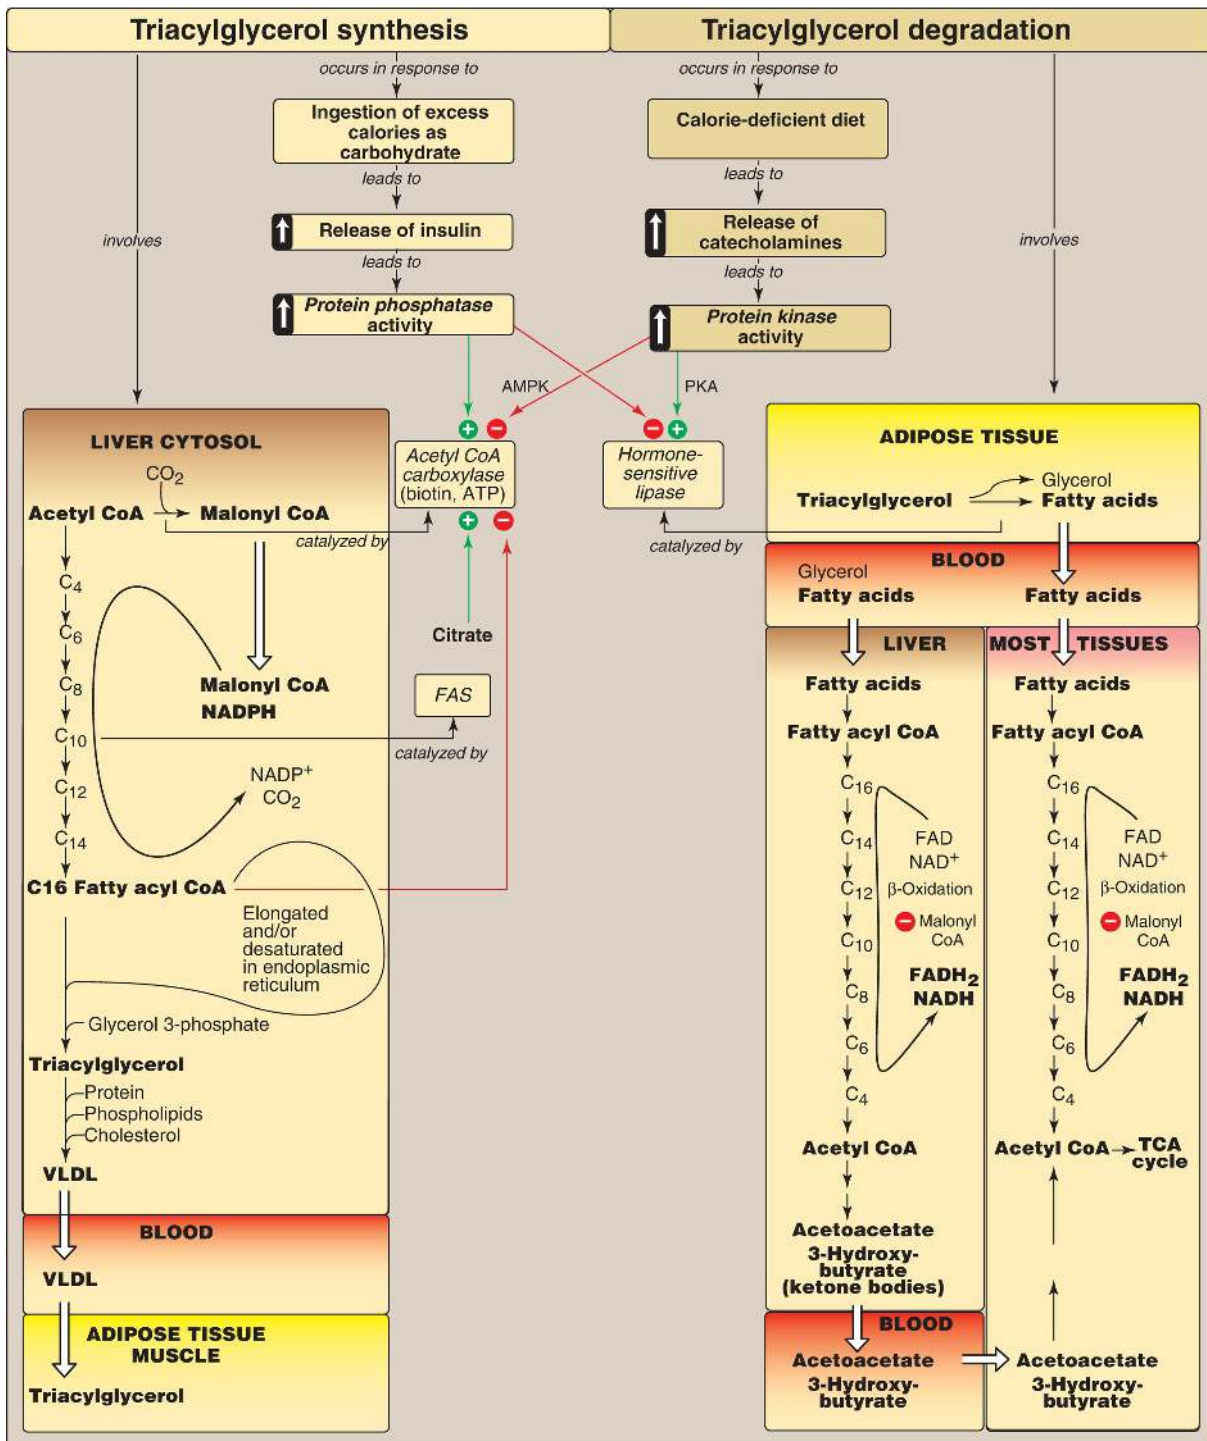 Triacylglycerol synthesis
Triacylglycerol degradation
occurs in response to
Ingestion of excess
calories as
carbohydrate
leads to
Release of insulin
leads to
Protein phosphatase
activity
occurs in response to
Calorie-deficient diet
leads to
Release of
catecholamines
leads to
Protein kinase
activity
involves
involves
AMPK
PKA
+
−
−
+
Acetyl CoA
carboxylase
(biotin, ATP)
+
−
Hormone-
sensitive
lipase
catalyzed by
catalyzed by
Citrate
FAS
catalyzed by
LIVER CYTOSOL
CO2
Acetyl CoA
Malonyl CoA
C4
C6
C8
C10
C12
C14
Malonyl CoA
NADPH
NADP+
CO2
C16 Fatty acyl CoA
Elongated
and/or
desaturated
in endoplasmic
reticulum
Glycerol 3-phosphate
Triacylglycerol
Protein
Phospholipids
Cholesterol
VLDL
BLOOD
VLDL
ADIPOSE TISSUE
MUSCLE
Triacylglycerol
ADIPOSE TISSUE
Triacylglycerol
Glycerol
Fatty acids
BLOOD
Glycerol
Fatty acids
Fatty acids
LIVER
Fatty acids
Fatty acyl CoA
C16
C14
C12
C10
C8
C6
C4
FAD
NAD+
β-Oxidation
− Malonyl
CoA
FADH2
NADH
Acetyl CoA
Acetoacetate
3-Hydroxy-
butyrate
(ketone bodies)
BLOOD
Acetoacetate
3-Hydroxy-
butyrate
MOST TISSUES
Fatty acids
Fatty acyl CoA
C16
C14
C12
C10
C8
C6
C4
FAD
NAD+
β-Oxidation
− Malonyl
CoA
FADH2
NADH
Acetyl CoA
TCA
cycle
Acetoacetate
3-Hydroxy-
butyrate